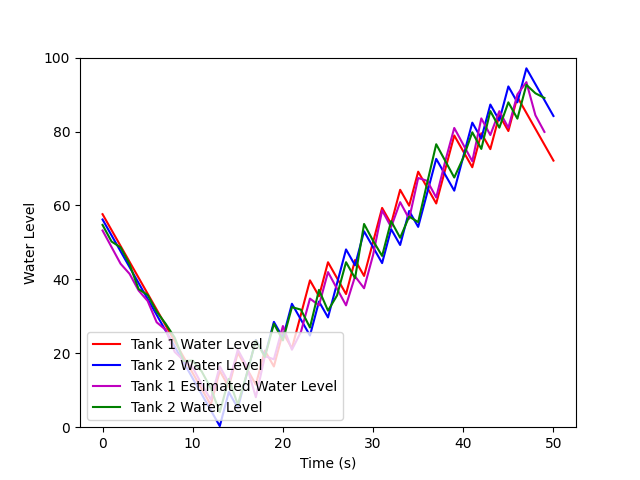 100
80
60
40
20
0
Water Level
Tank 1 Water Level
Tank 2 Water Level
Tank 1 Estimated Water Level
Tank 2 Water Level
0 10 20 30 40 50
Time (s)